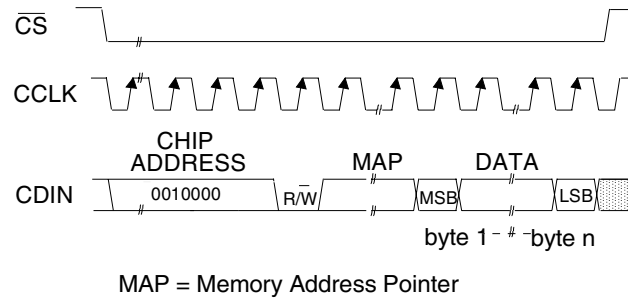 CS
CCLK
CHIP
ADDRESS
MAP
DATA
CDIN
0010000
R/W
MSB
LSB
byte 1
byte n
MAP = Memory Address Pointer